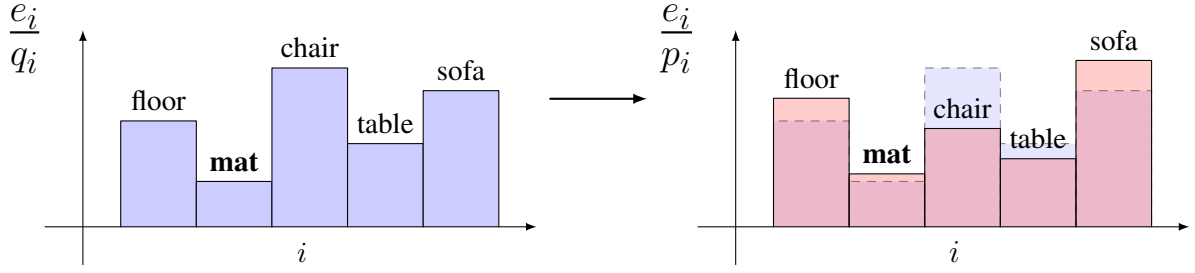 e_i
q_i
floor
mat
chair
table
sofa
i
e_i
p_i
floor
mat
chair
table
sofa
i